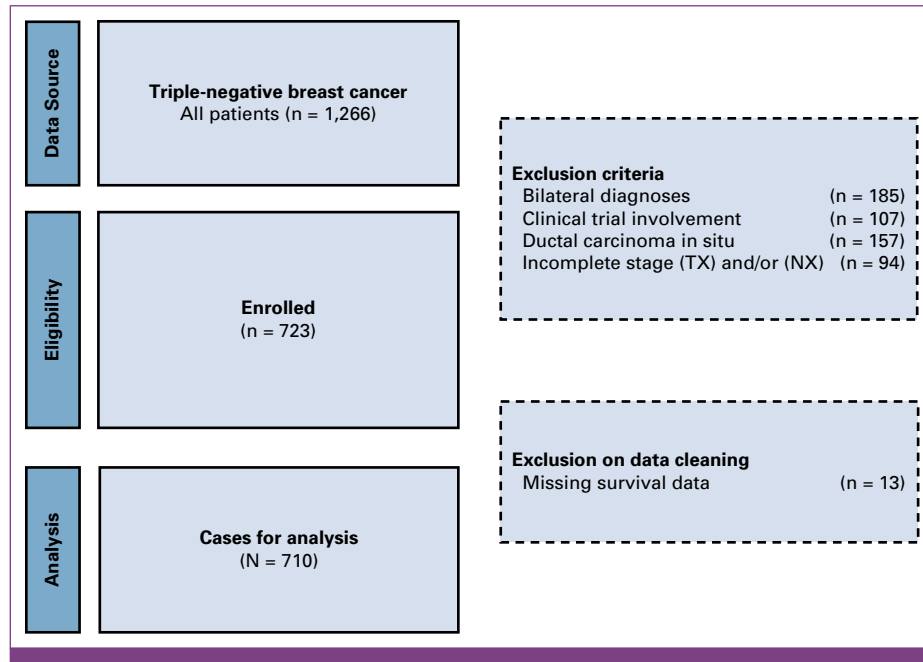 Data Source
Triple-negative breast cancer
All patients (n = 1,266)
Exclusion criteria
Bilateral diagnoses (n = 185)
Clinical trial involvement (n = 107)
Ductal carcinoma in situ (n = 157)
Incomplete stage (TX) and/or (NX) (n = 94)
Eligibility
Enrolled
(n = 723)
Exclusion on data cleaning
Missing survival data (n = 13)
Analysis
Cases for analysis
(N = 710)